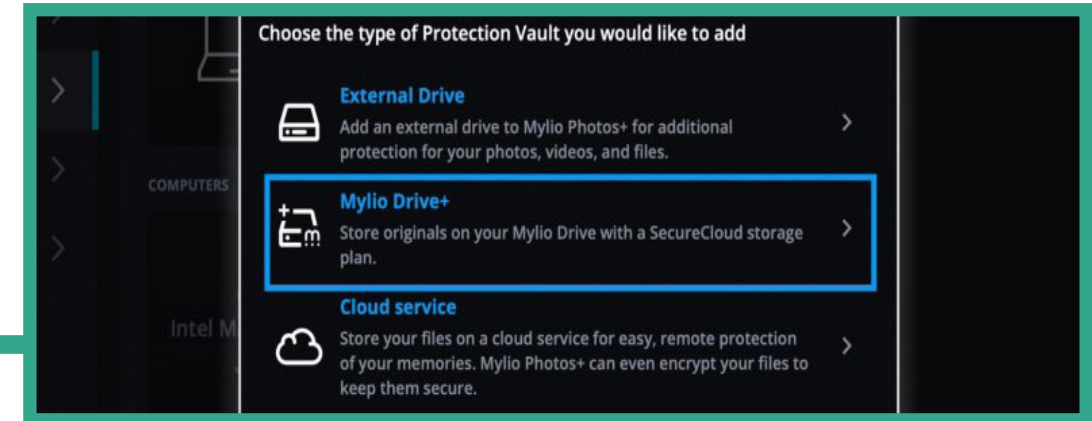 Choose the type of Protection Vault you would like to add
External Drive
Add an external drive to Mylio Photos+ for additional
protection for your photos, videos, and files.
COMPUTERS
Mylio Drive+
Store originals on your Mylio Drive with a SecureCloud storage
plan.
Cloud service
Intel M
Store your files on a cloud service for easy, remote protection
of your memories. Mylio Photos+ can even encrypt your files to
keep them secure.